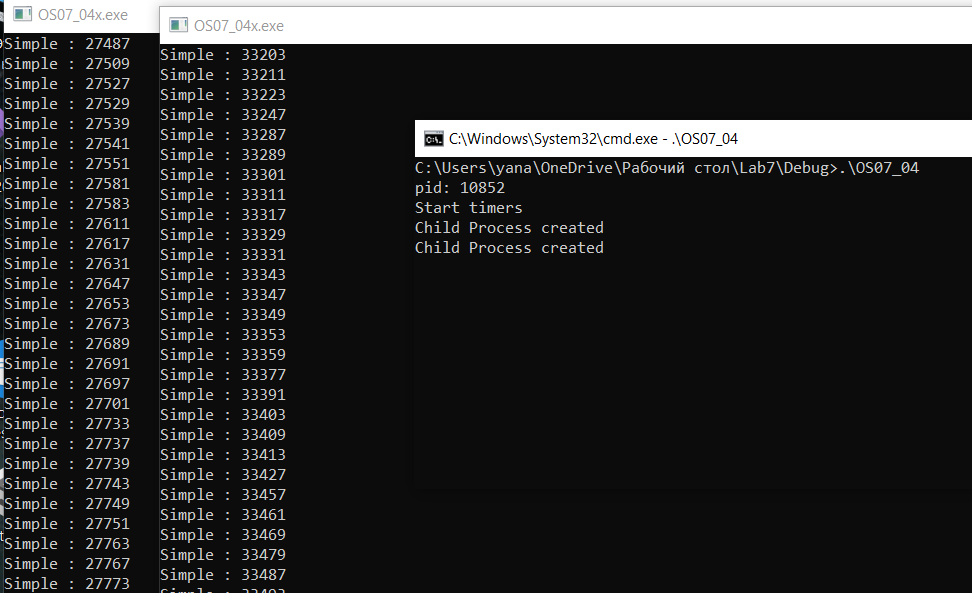 OS07_04x.exe
Simple : 27487
Simple : 27509
Simple : 27527
Simple : 27529
Simple : 27539
Simple : 27541
Simple : 27551
Simple : 27581
Simple : 27583
Simple : 27611
Simple : 27617
Simple : 27631
Simple : 27647
Simple : 27653
Simple : 27673
Simple : 27689
Simple : 27691
Simple : 27697
Simple : 27701
Simple : 27733
Simple : 27737
Simple : 27739
Simple : 27743
Simple : 27749
Simple : 27751
Simple : 27763
Simple : 27767
Simple : 27773
OS07_04x.exe
Simple : 33203
Simple : 33211
Simple : 33223
Simple : 33247
Simple : 33287
Simple : 33289
Simple : 33301
Simple : 33311
Simple : 33317
Simple : 33329
Simple : 33331
Simple : 33343
Simple : 33347
Simple : 33349
Simple : 33353
Simple : 33359
Simple : 33377
Simple : 33391
Simple : 33403
Simple : 33409
Simple : 33413
Simple : 33427
Simple : 33457
Simple : 33461
Simple : 33469
Simple : 33479
Simple : 33487
C:\Windows\System32\cmd.exe - .\OS07_04
C:\Users\yana\OneDrive\Рабочий стол\Lab7\Debug>.\OS07_04
pid: 10852
Start timers
Child Process created
Child Process created